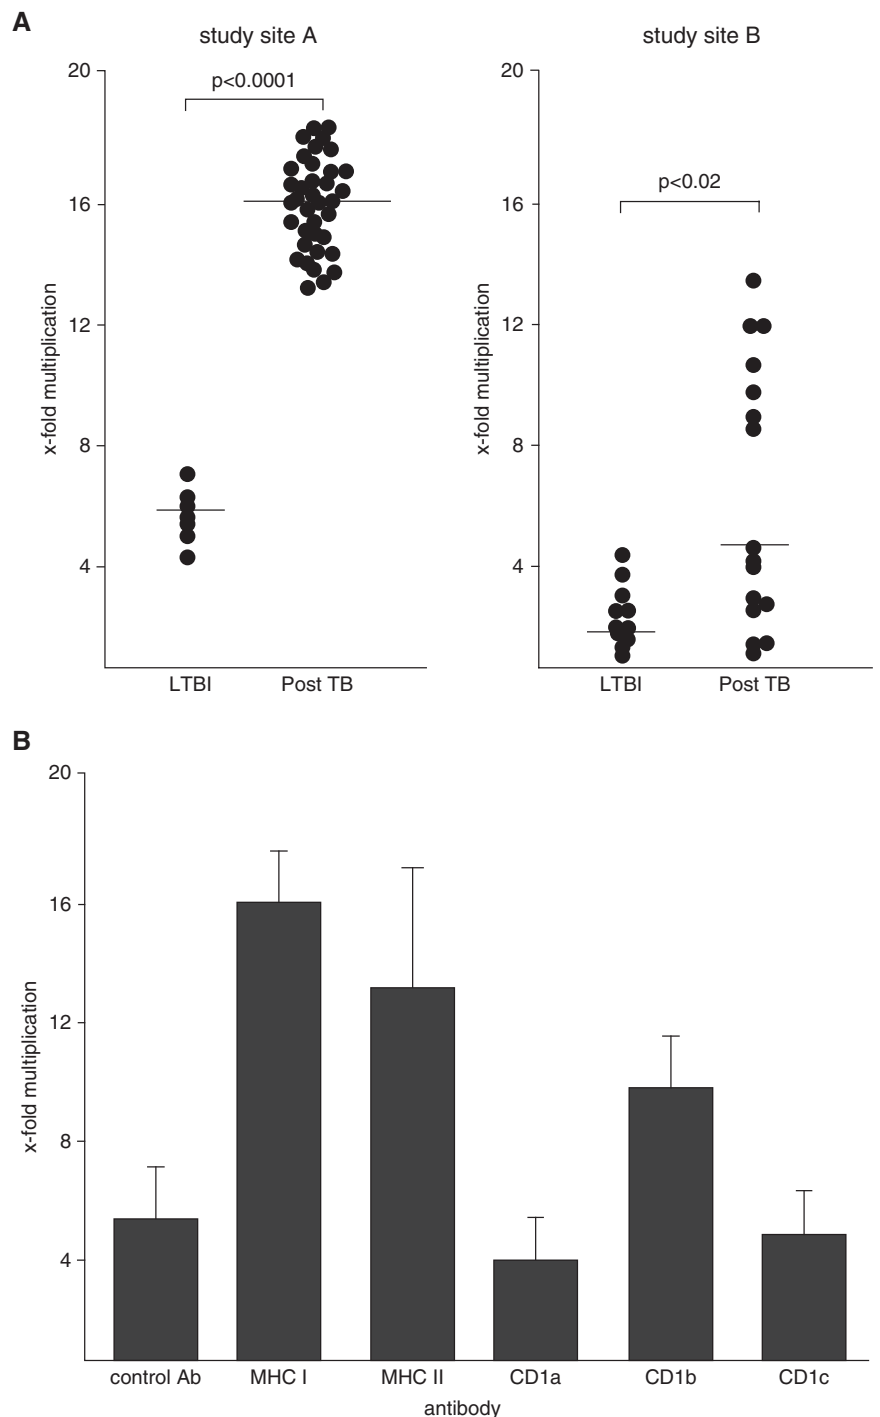 A
study site A
20
p<0.0001
16
12
8
4
x-fold multiplication
LTBI Post TB
study site B
20
p<0.02
16
12
8
4
x-fold multiplication
LTBI Post TB
B
20
16
12
8
4
x-fold multiplication
control Ab MHC I MHC II CD1a CD1b CD1c
antibody